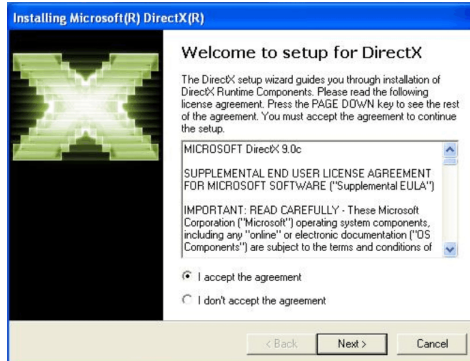 Installing Microsoft(R) DirectX(R)
Welcome to setup for DirectX
The DirectX setup wizard guides you through installation of
DirectX Runtime Components. Please read the following
license agreement. Press the PAGE DOWN key to see the rest
of the agreement. You must accept the agreement to continue
the setup.
MICROSOFT DirectX 9.0c
SUPPLEMENTAL END USER LICENSE AGREEMENT
FOR MICROSOFT SOFTWARE ("Supplemental EULA")
IMPORTANT: READ CAREFULLY - These Microsoft
Corporation ("Microsoft") operating system components,
including any "online" or electronic documentation ("OS
Components") are subject to the terms and conditions of
I accept the agreement
I don't accept the agreement
< Back
Next >
Cancel